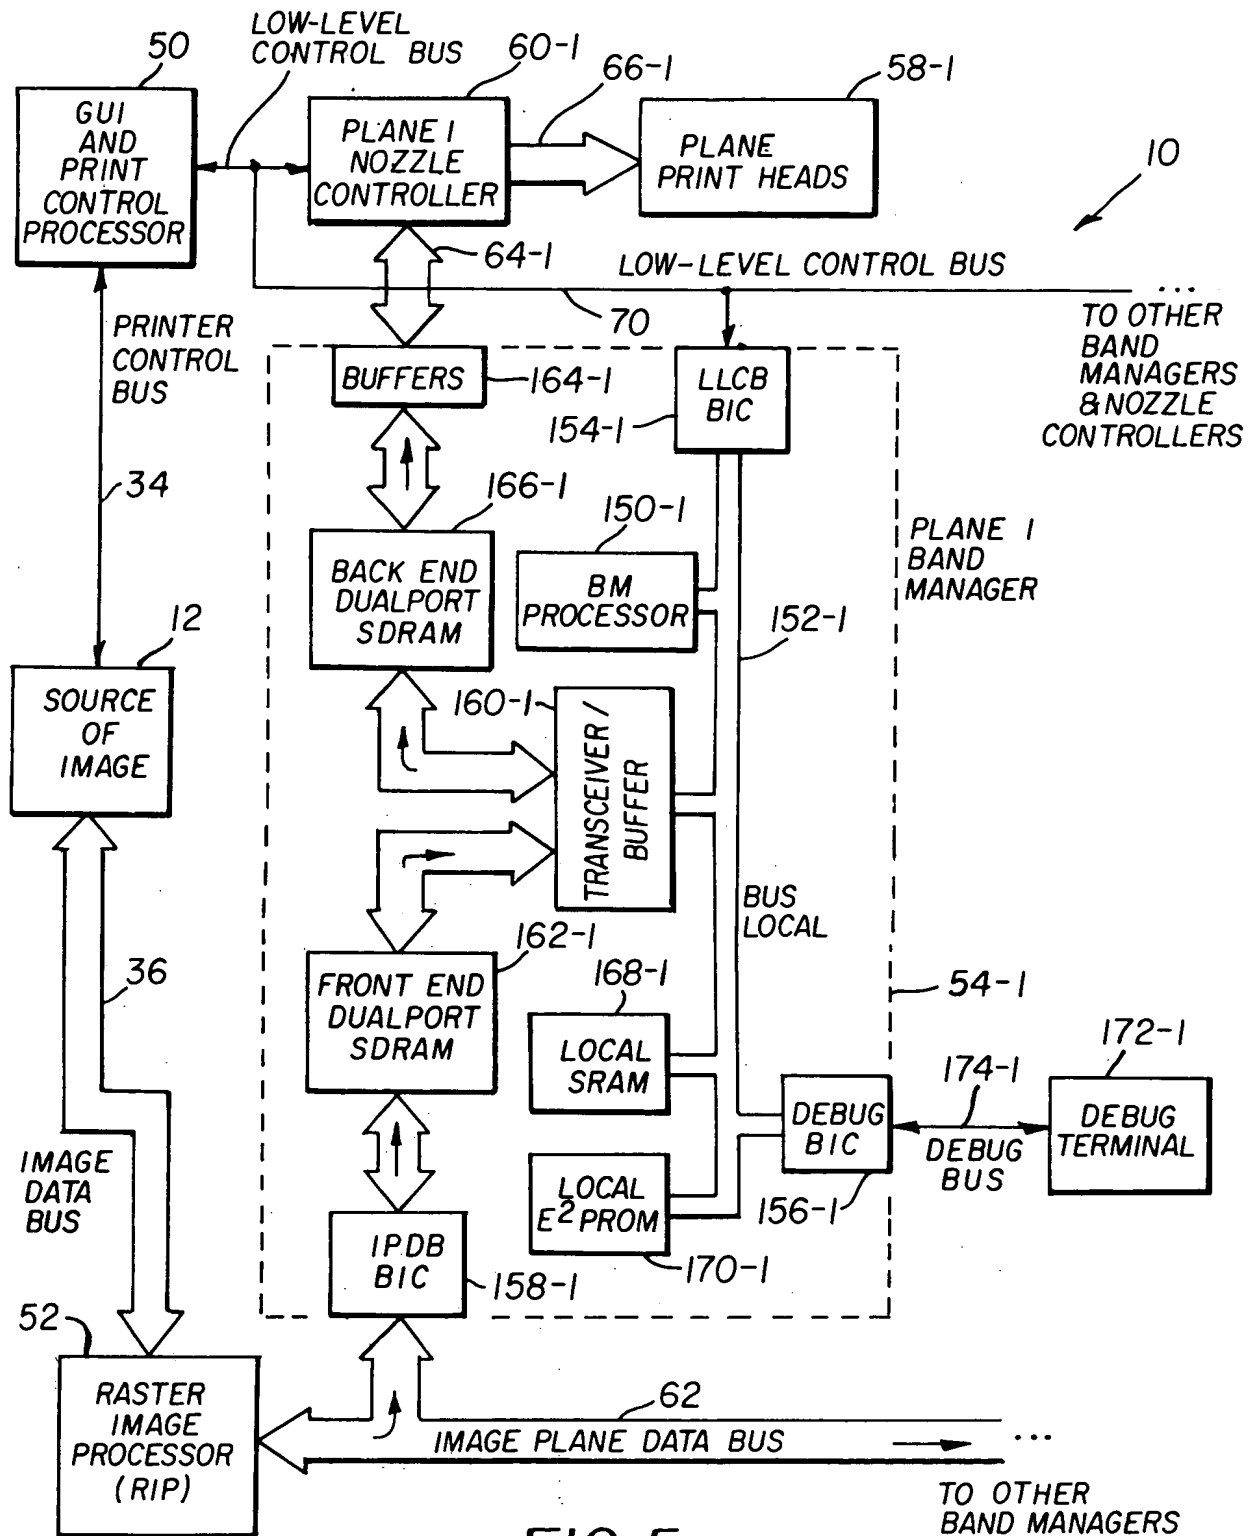 LOW-LEVEL
CONTROL BUS
50
60-1
66-1
58-1
GUI
AND
PRINT
CONTROL
PROCESSOR
PLANE 1
NOZZLE
CONTROLLER
PLANE
PRINT HEADS
10
64-1
LOW-LEVEL CONTROL BUS
70
...
TO OTHER
BAND
MANAGERS
& NOZZLE
CONTROLLERS
PRINTER
CONTROL
BUS
BUFFERS
164-1
LLCB
BIC
154-1
34
166-1
150-1
PLANE 1
BAND
MANAGER
BACK END
DUALPORT
SDRAM
BM
PROCESSOR
152-1
12
SOURCE
OF
IMAGE
160-1
TRANSCEIVER/
BUFFER
BUS
LOCAL
36
162-1
FRONT END
DUALPORT
SDRAM
168-1
LOCAL
SRAM
54-1
172-1
174-1
DEBUG
BIC
DEBUG
BUS
DEBUG
TERMINAL
156-1
IMAGE
DATA
BUS
LOCAL
E2PROM
170-1
IPDB
BIC
158-1
52
RASTER
IMAGE
PROCESSOR
(RIP)
62
IMAGE PLANE DATA BUS
...
TO OTHER
BAND MANAGERS